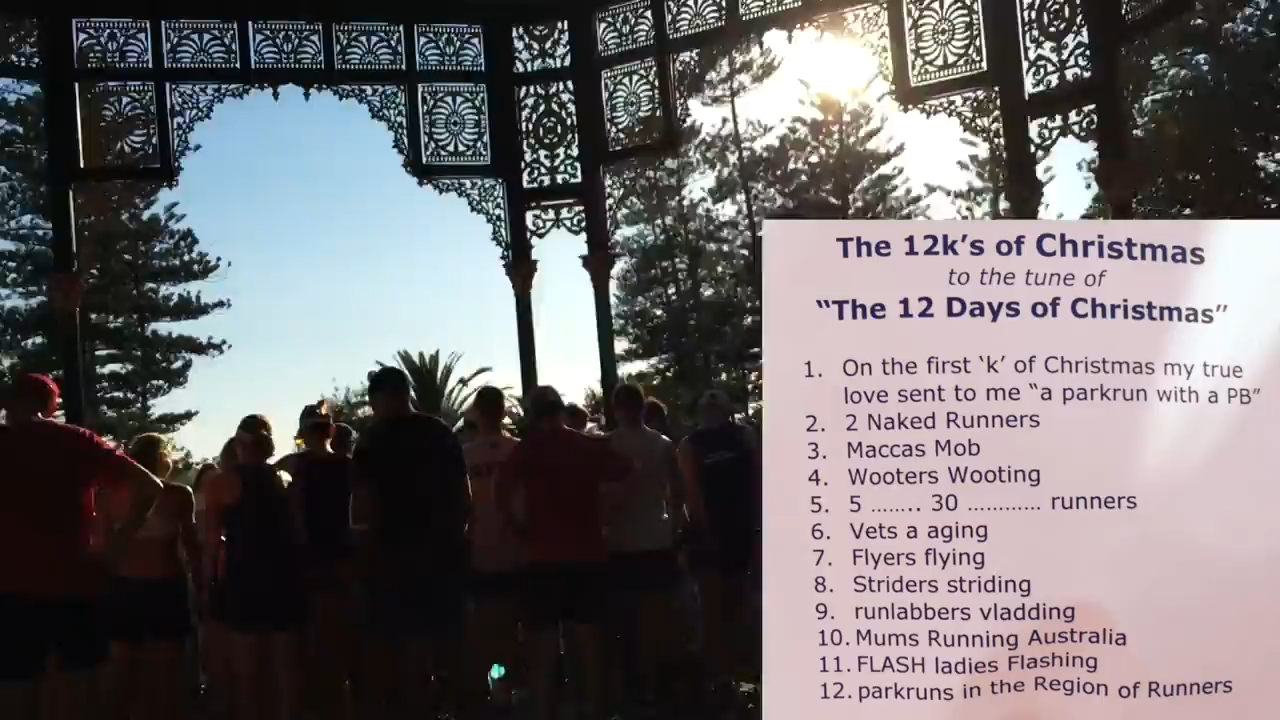 The 12k's of Christmas
to the tune of
"The 12 Days of Christmas"
1. On the first 'k' of Christmas my true
love sent to me "a parkrun with a PB"
2. 2 Naked Runners
3. Maccas Mob
4. Wooters Wooting
5. 5 …….. 30 ………… runners
6. Vets a aging
7. Flyers flying
8. Striders striding
9. runlabbers vladding
10. Mums Running Australia
11. FLASH ladies Flashing
12. parkruns in the Region of Runners